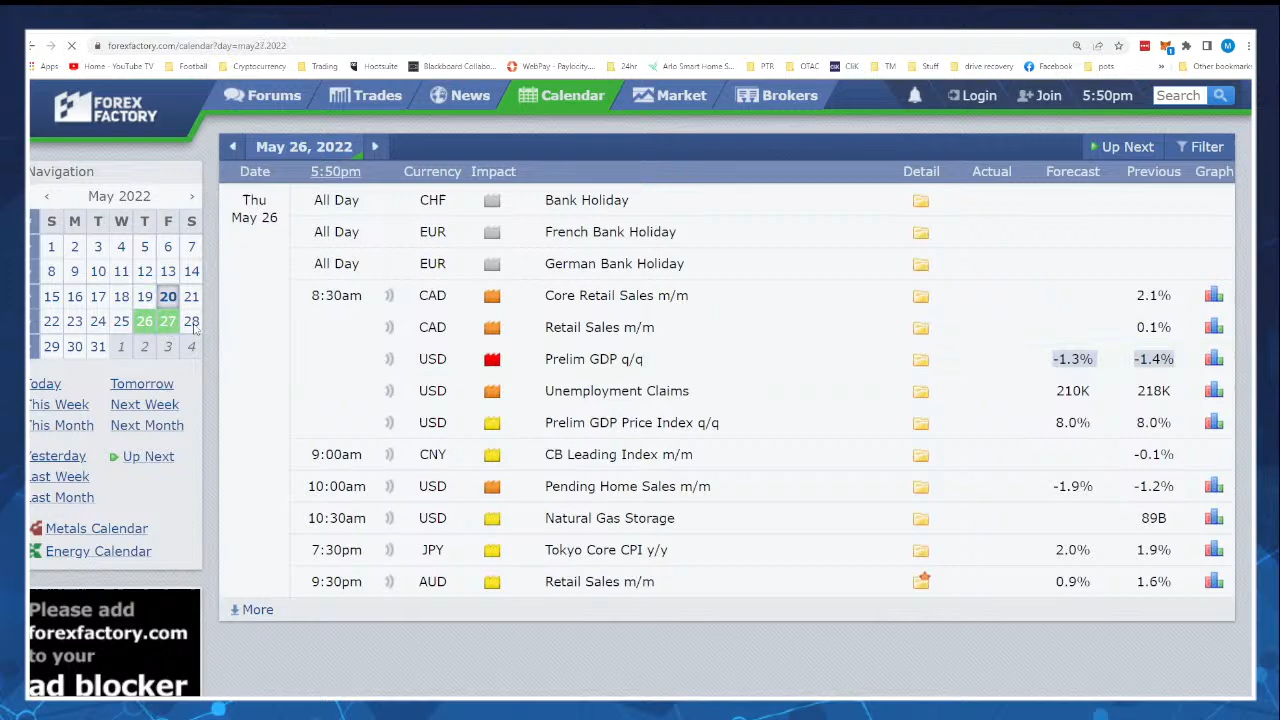 forexfactory.com/calendar?day=may27.2022
Apps Home - YouTube TV Football Cryptocurrency Trading Hootsuite Blackboard Collabo... WebPay - Paylocity.... 24hr Arlo Smart Home S... PTR OTAC CliK TM Stuff drive recovery Facebook posts » Other bookmarks
FOREX FACTORY
Forums Trades News Calendar Market Brokers Login Join 5:50pm Search
May 26, 2022 Up Next Filter
Navigation
May 2022
S M T W T F S
1 2 3 4 5 6 7
8 9 10 11 12 13 14
15 16 17 18 19 20 21
22 23 24 25 26 27 28
29 30 31 1 2 3 4
Today Tomorrow
This Week Next Week
This Month Next Month
Yesterday Up Next
Last Week
Last Month
Metals Calendar
Energy Calendar
Please add
forexfactory.com
to your
ad blocker
Date 5:50pm Currency Impact Detail Actual Forecast Previous Graph
Thu May 26 All Day CHF Bank Holiday
All Day EUR French Bank Holiday
All Day EUR German Bank Holiday
8:30am CAD Core Retail Sales m/m 2.1%
CAD Retail Sales m/m 0.1%
USD Prelim GDP q/q -1.3% -1.4%
USD Unemployment Claims 210K 218K
USD Prelim GDP Price Index q/q 8.0% 8.0%
9:00am CNY CB Leading Index m/m -0.1%
10:00am USD Pending Home Sales m/m -1.9% -1.2%
10:30am USD Natural Gas Storage 89B
7:30pm JPY Tokyo Core CPI y/y 2.0% 1.9%
9:30pm AUD Retail Sales m/m 0.9% 1.6%
More